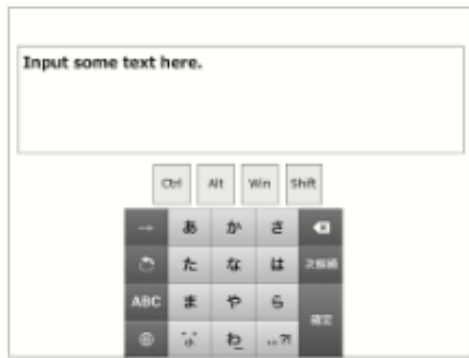 Input some text here.
Ctrl Alt Win Shift
→ あ か さ
た な は 次候補
ABC ま や ら
確定
わ